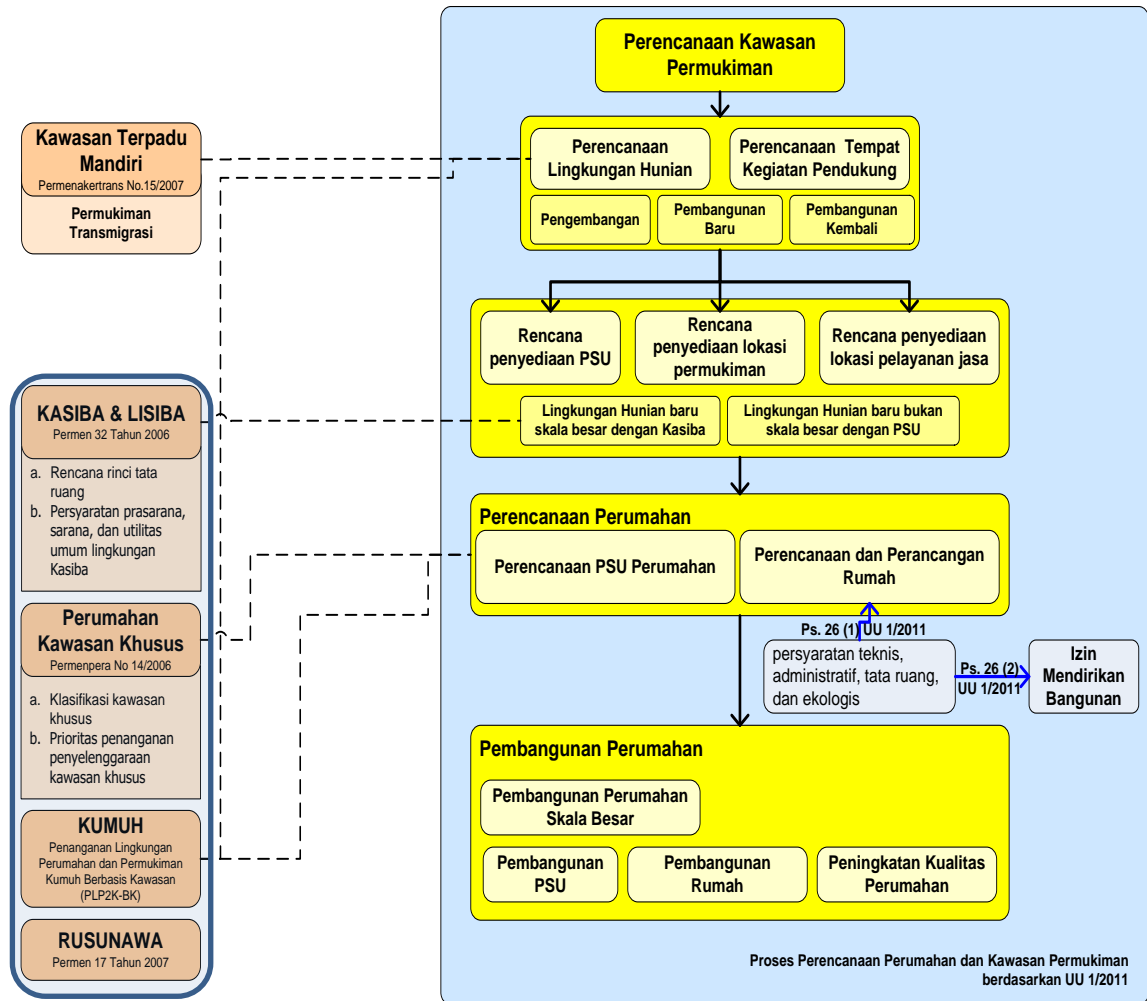 Perencanaan Kawasan
Permukiman
Kawasan Terpadu
Mandiri
Permenakertrans No.15/2007
Permukiman
Transmigrasi
Perencanaan
Lingkungan Hunian
Perencanaan Tempat
Kegiatan Pendukung
Pengembangan
Pembangunan
Baru
Pembangunan
Kembali
Rencana
penyediaan PSU
Rencana
penyediaan lokasi
permukiman
Rencana penyediaan
lokasi pelayanan jasa
Lingkungan Hunian baru
skala besar dengan Kasiba
Lingkungan Hunian baru bukan
skala besar dengan PSU
KASIBA & LISIBA
Permen 32 Tahun 2006
a. Rencana rinci tata
ruang
b. Persyaratan prasarana,
sarana, dan utilitas
umum lingkungan
Kasiba
Perencanaan Perumahan
Perencanaan PSU Perumahan
Perencanaan dan Perancangan
Rumah
Perumahan
Kawasan Khusus
Permenpera No 14/2006
a. Klasifikasi kawasan
khusus
b. Prioritas penanganan
penyelenggaraan
kawasan khusus
Ps. 26 (1) UU 1/2011
persyaratan teknis,
administratif, tata ruang,
dan ekologis
Ps. 26 (2)
UU 1/2011
Izin
Mendirikan
Bangunan
Pembangunan Perumahan
Pembangunan Perumahan
Skala Besar
Pembangunan
PSU
Pembangunan
Rumah
Peningkatan Kualitas
Perumahan
KUMUH
Penanganan Lingkungan
Perumahan dan Permukiman
Kumuh Berbasis Kawasan
(PLP2K-BK)
RUSUNAWA
Permen 17 Tahun 2007
Proses Perencanaan Perumahan dan Kawasan Permukiman
berdasarkan UU 1/2011